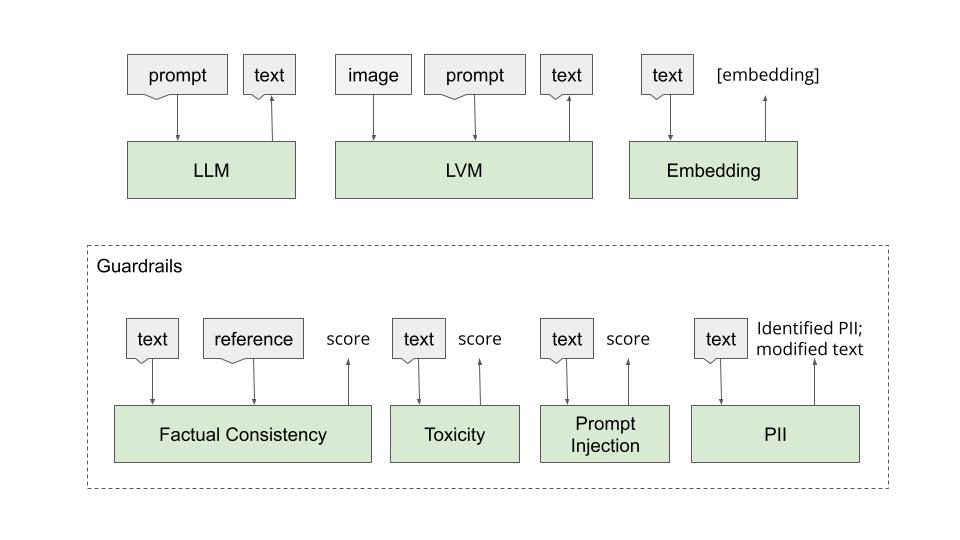 prompt
text
image
prompt
text
text
[embedding]
LLM
LVM
Embedding
Guardrails
text
reference
score
text
score
text
score
text
Identified PII;
modified text
Factual Consistency
Toxicity
Prompt
Injection
PII